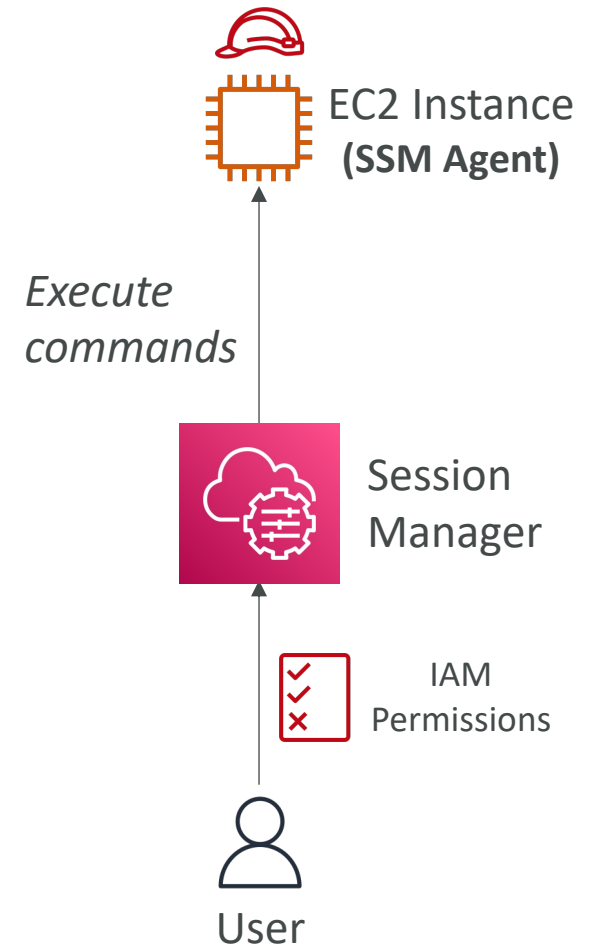 EC2 Instance
(SSM Agent)
Execute
commands
Session
Manager
IAM
Permissions
User